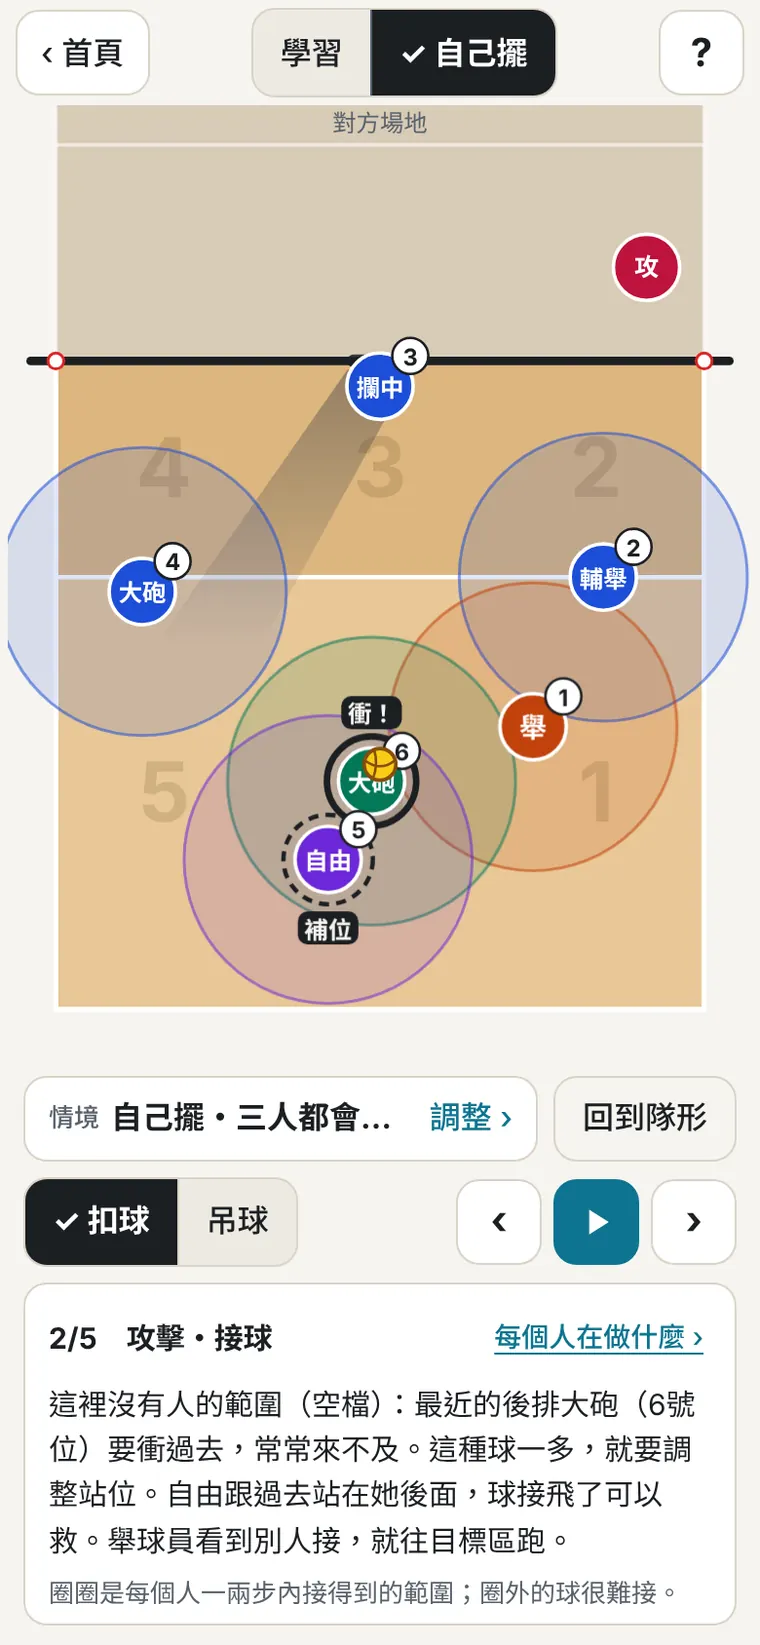 ‹ 首頁
學習
✓ 自己擺
?
對方場地
攻
3
攔中
4
3
2
4
大砲
2
輔舉
1
舉
衝！
6
大砲
5
1
5
自由
補位
情境 自己擺・三人都會… 調整 ›
回到隊形
✓ 扣球
吊球
‹
›
2/5 攻擊・接球
每個人在做什麼 ›
這裡沒有人的範圍（空檔）：最近的後排大砲（6號
位）要衝過去，常常來不及。這種球一多，就要調
整站位。自由跟過去站在她後面，球接飛了可以
救。舉球員看到別人接，就往目標區跑。
圈圈是每個人一兩步內接得到的範圍；圈外的球很難接。